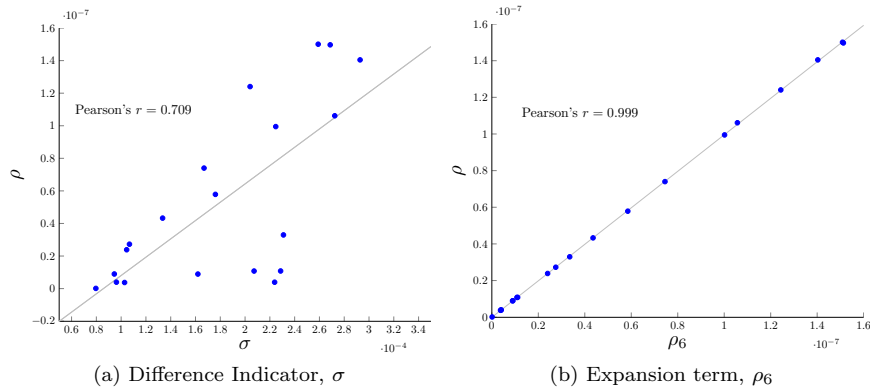 ·10⁻⁷
1.6
1.4
1.2
1
0.8
0.6
0.4
0.2
0
−0.2
ρ
Pearson's r = 0.709
0.6 0.8 1 1.2 1.4 1.6 1.8 2 2.2 2.4 2.6 2.8 3 3.2 3.4
σ
·10⁻⁴
(a) Difference Indicator, σ
·10⁻⁷
1.6
1.4
1.2
1
0.8
0.6
0.4
0.2
0
ρ
Pearson's r = 0.999
0 0.2 0.4 0.6 0.8 1 1.2 1.4 1.6
ρ₆
·10⁻⁷
(b) Expansion term, ρ₆